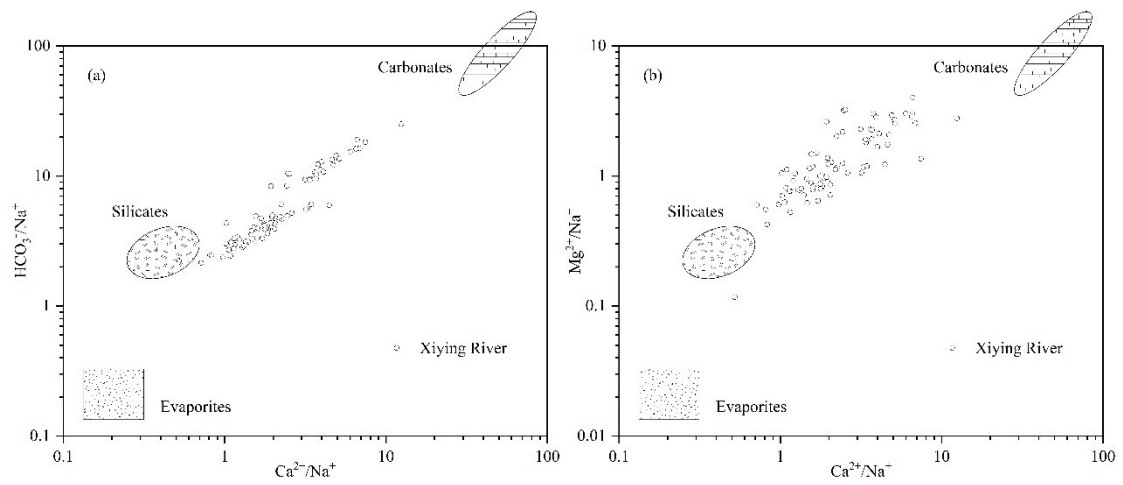 100
10
1
0.1
HCO₃⁻/Na⁺
(a)
Carbonates
Silicates
Xiying River
Evaporites
0.1
1
10
100
Ca²⁺/Na⁺
10
1
0.1
0.01
Mg²⁺/Na⁺
(b)
Carbonates
Silicates
Xiying River
Evaporites
0.1
1
10
100
Ca²⁺/Na⁺